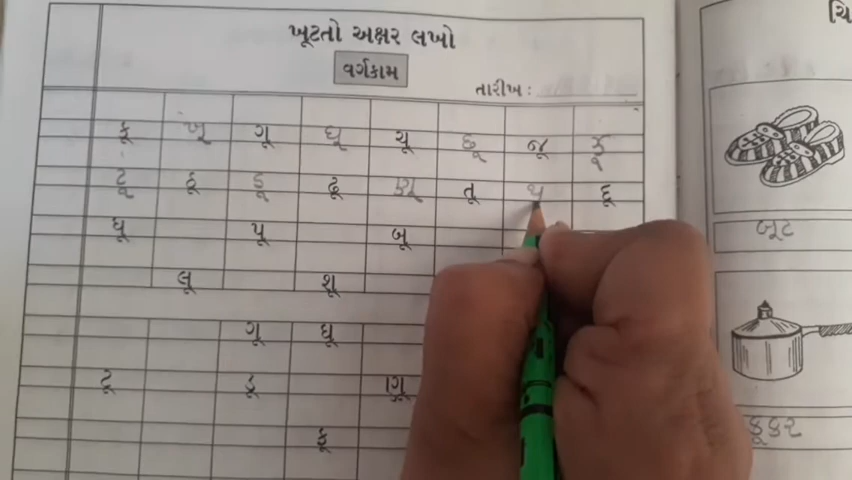 ખૂટતો અક્ષર લખો
વર્ગકામ
તારીખ :
કૂ ખૂ ગૂ ઘૂ ચૂ છૂ જૂ ઝૂ
ટૂ ઠૂ ડૂ ઢૂ ણૂ તૂ થ દૂ
ધૂ પૂ બૂ
લૂ શૂ
ગૂ ઘૂ
ટૂ ડૂ ણૂ
ફૂ
ચિ
બૂટ
કૂકર